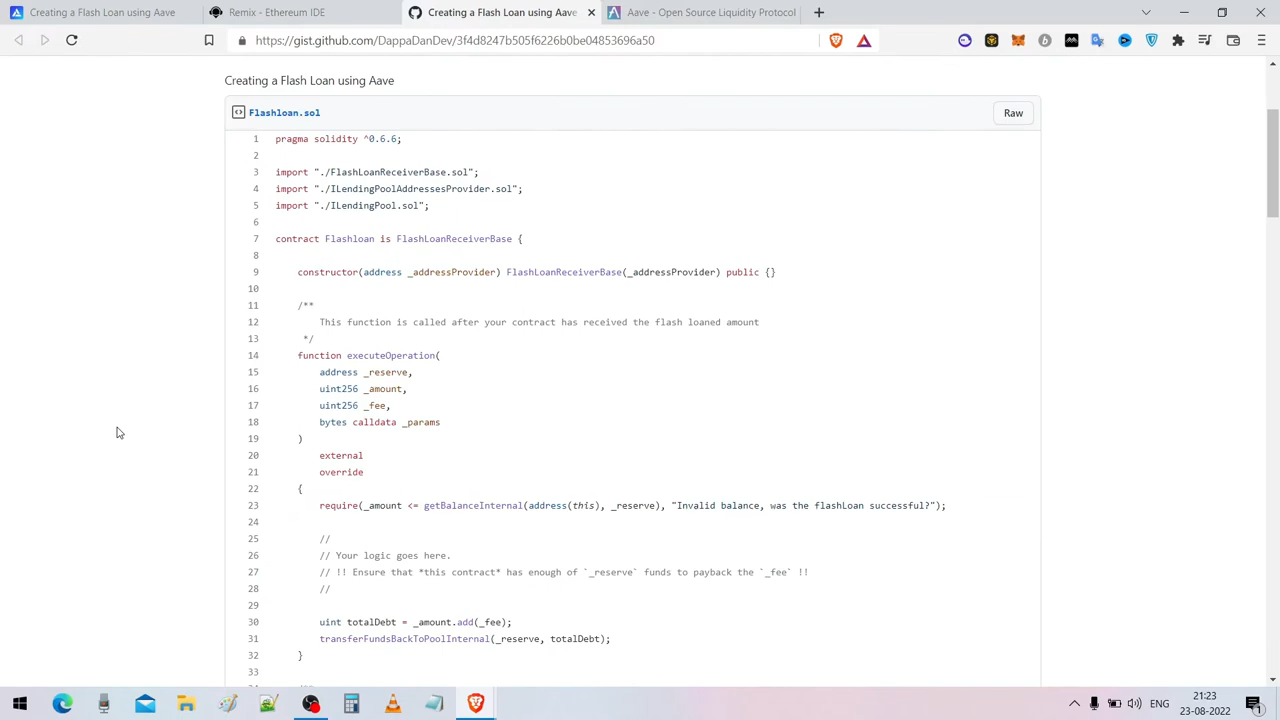 Creating a Flash Loan using Aave
Remix - Ethereum IDE
Creating a Flash Loan using Aave
Aave - Open Source Liquidity Protocol
https://gist.github.com/DappaDanDev/3f4d8247b505f6226b0be04853696a50
Creating a Flash Loan using Aave
Flashloan.sol
Raw
1 pragma solidity ^0.6.6;
2
3 import "./FlashLoanReceiverBase.sol";
4 import "./ILendingPoolAddressesProvider.sol";
5 import "./ILendingPool.sol";
6
7 contract Flashloan is FlashLoanReceiverBase {
8
9 constructor(address _addressProvider) FlashLoanReceiverBase(_addressProvider) public {}
10
11 /**
12 This function is called after your contract has received the flash loaned amount
13 */
14 function executeOperation(
15 address _reserve,
16 uint256 _amount,
17 uint256 _fee,
18 bytes calldata _params
19 )
20 external
21 override
22 {
23 require(_amount <= getBalanceInternal(address(this), _reserve), "Invalid balance, was the flashLoan successful?");
24
25 //
26 // Your logic goes here.
27 // !! Ensure that *this contract* has enough of `_reserve` funds to payback the `_fee` !!
28 //
29
30 uint totalDebt = _amount.add(_fee);
31 transferFundsBackToPoolInternal(_reserve, totalDebt);
32 }
33
ENG
21:23
23-08-2022